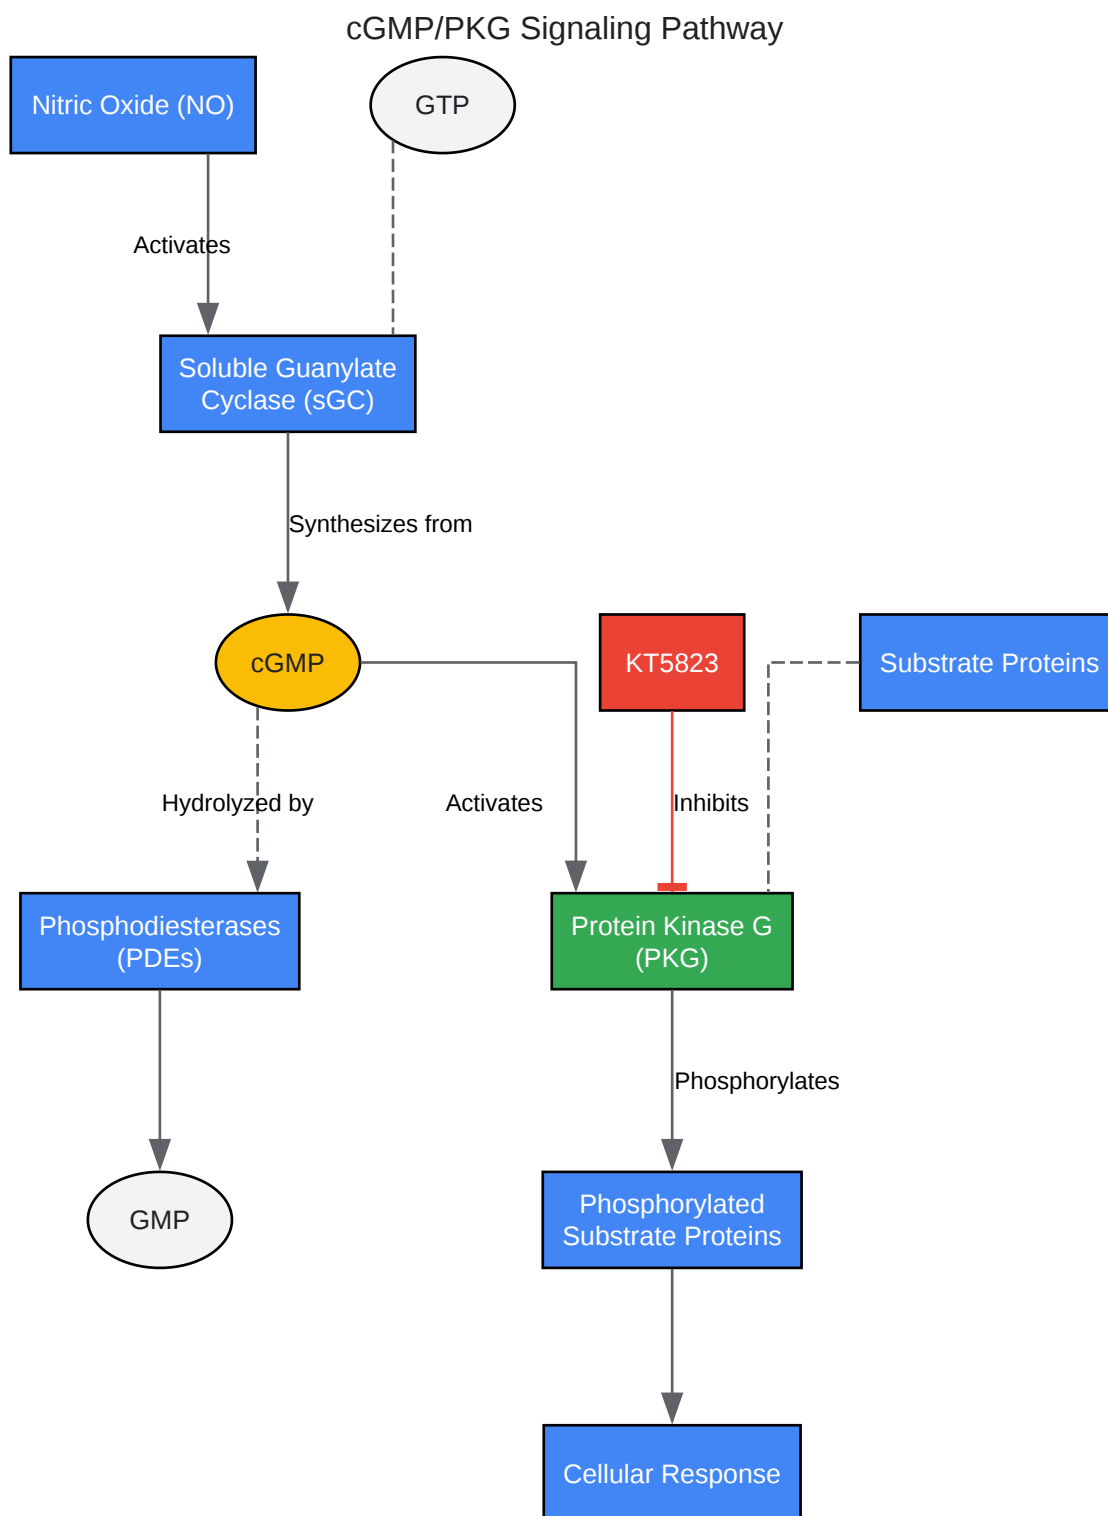 cGMP/PKG Signaling Pathway
Nitric Oxide (NO)
GTP
Activates
Soluble Guanylate
Cyclase (sGC)
Synthesizes from
cGMP
KT5823
Substrate Proteins
Hydrolyzed by
Activates
Inhibits
Phosphodiesterases
(PDEs)
Protein Kinase G
(PKG)
Phosphorylates
GMP
Phosphorylated
Substrate Proteins
Cellular Response